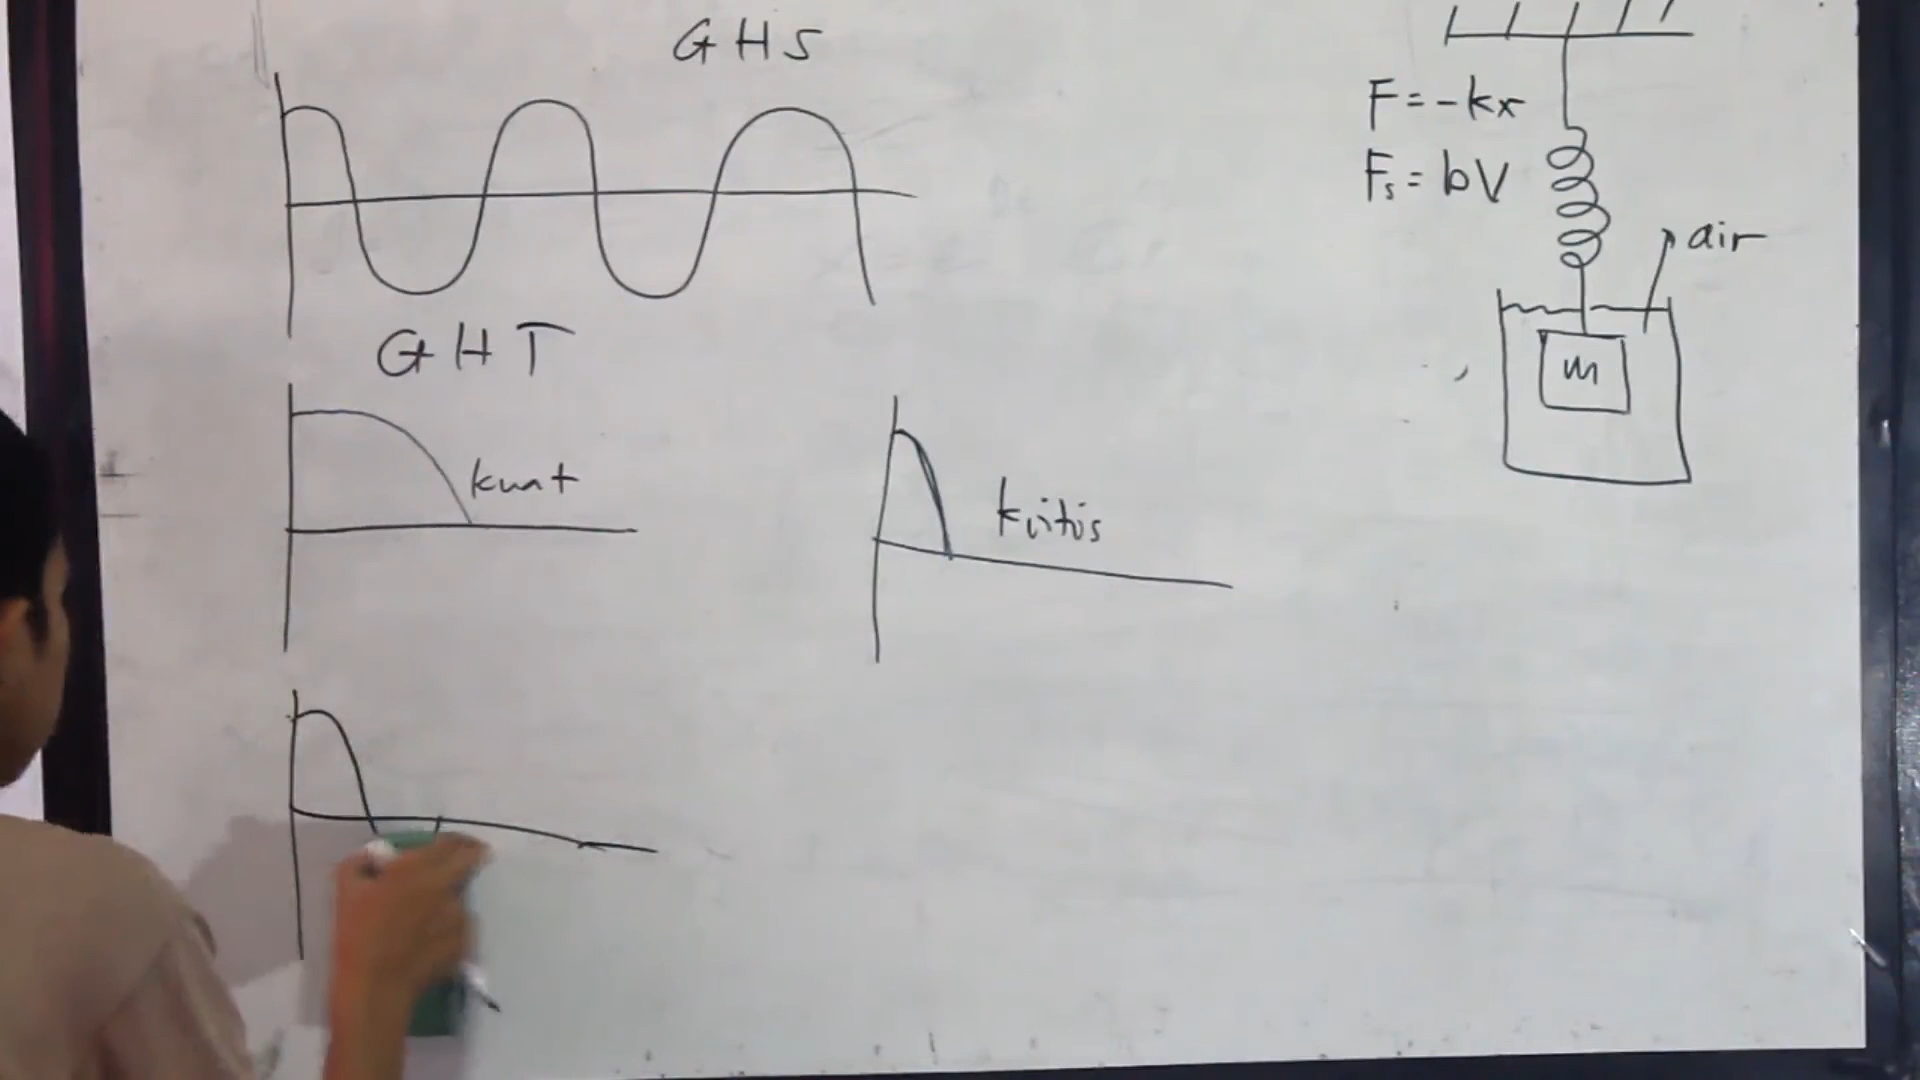 GHS
F = -kx
Fs = bV
air
m
GHT
kuat
kritis